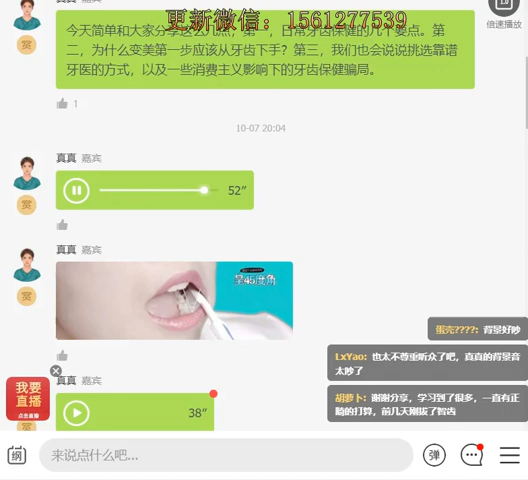 更新微信：1561277539
倍速播放
今天简单和大家分享这么几点，第一，日常牙齿保健的几个要点。第
二，为什么变美第一步应该从牙齿下手？第三，我们也会说说挑选靠谱
牙医的方式，以及一些消费主义影响下的牙齿保健骗局。
赏
1
10-07 20:04
真真 嘉宾
52"
赏
真真 嘉宾
呈45度角
赏
蛋壳????: 背景好吵
LxYao: 也太不尊重听众了吧，真真的背景音
太吵了
真真 嘉宾
我要
直播
点击直播
38"
胡萝卜: 谢谢分享，学习到了很多，一直有正
畸的打算，前几天刚拔了智齿
纲
来说点什么吧...
弹